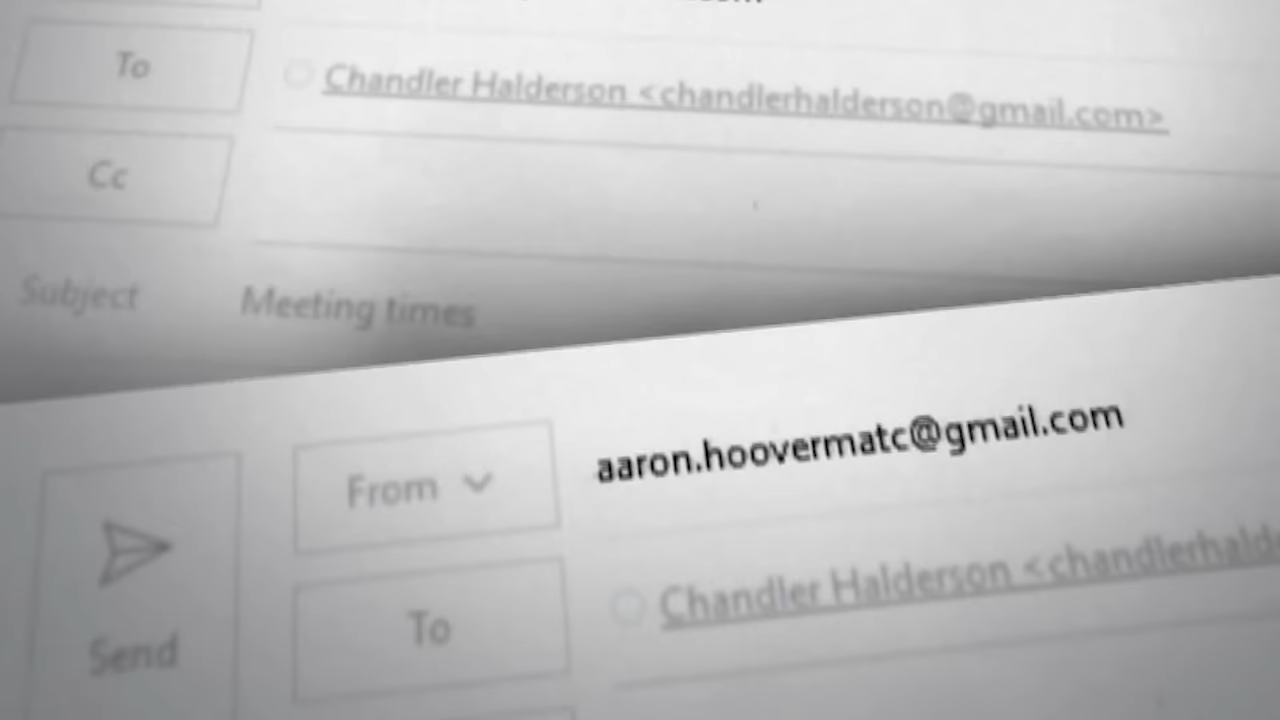 To
Chandler Halderson <chandlerhalderson@gmail.com>
Cc
Subject Meeting times
From aaron.hoovermatc@gmail.com
To
Chandler Halderson <chandlerhalde
Send